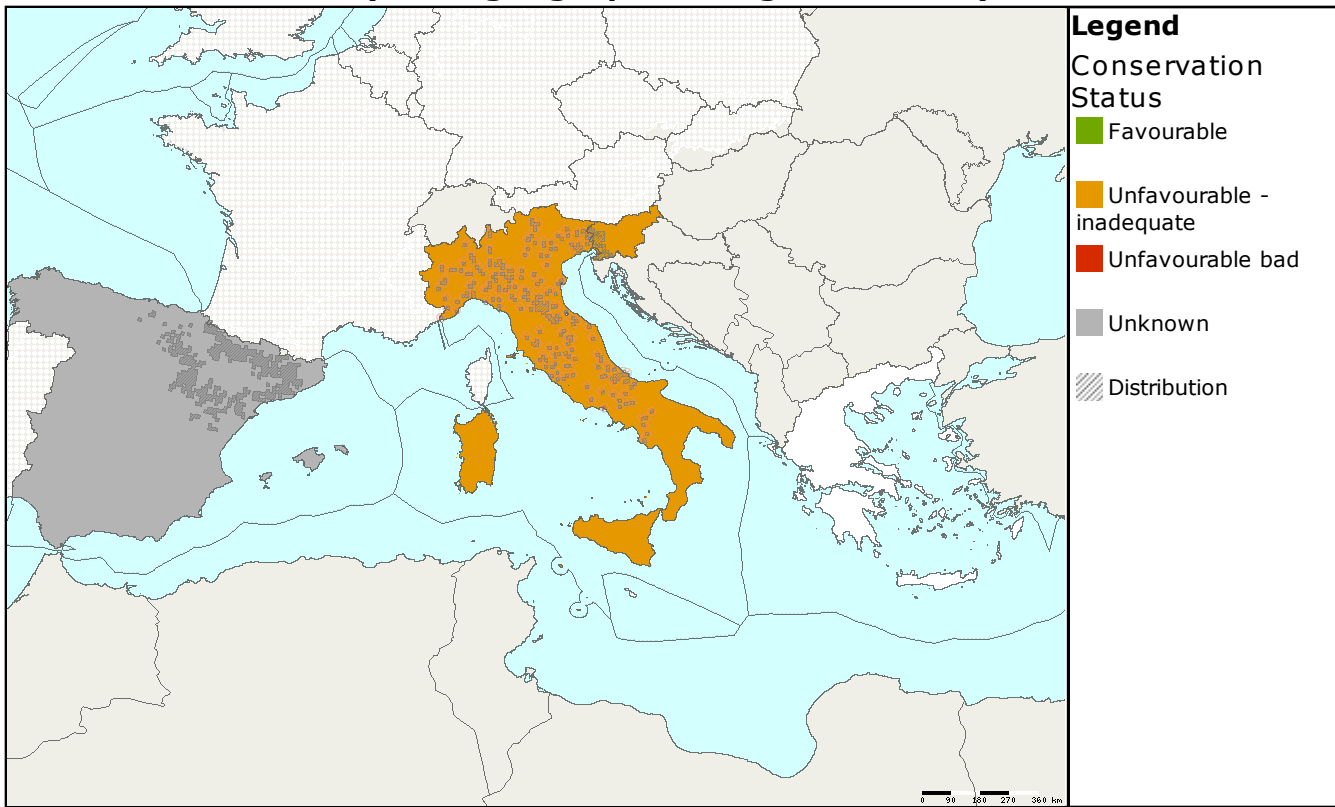 Legend
Conservation
Status
Favourable
Unfavourable -
inadequate
Unfavourable bad
Unknown
Distribution
0 90 180 270 360 km